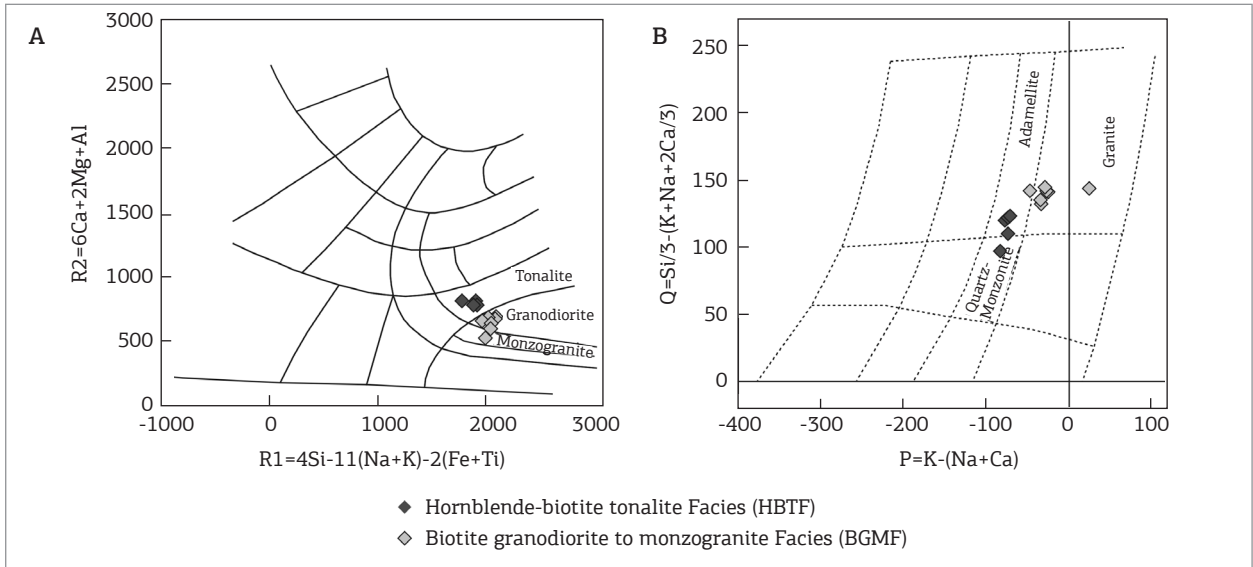 A
3000
2500
2000
1500
1000
500
0
R2=6Ca+2Mg+Al
Tonalite
Granodiorite
Monzogranite
-1000
0
1000
2000
3000
R1=4Si-11(Na+K)-2(Fe+Ti)
B
250
200
150
100
50
0
Q=Si/3-(K+Na+2Ca/3)
Adamellite
Granite
Quartz
Monzonite
-400
-300
-200
-100
0
100
P=K-(Na+Ca)
Hornblende-biotite tonalite Facies (HBTF)
Biotite granodiorite to monzogranite Facies (BGMF)